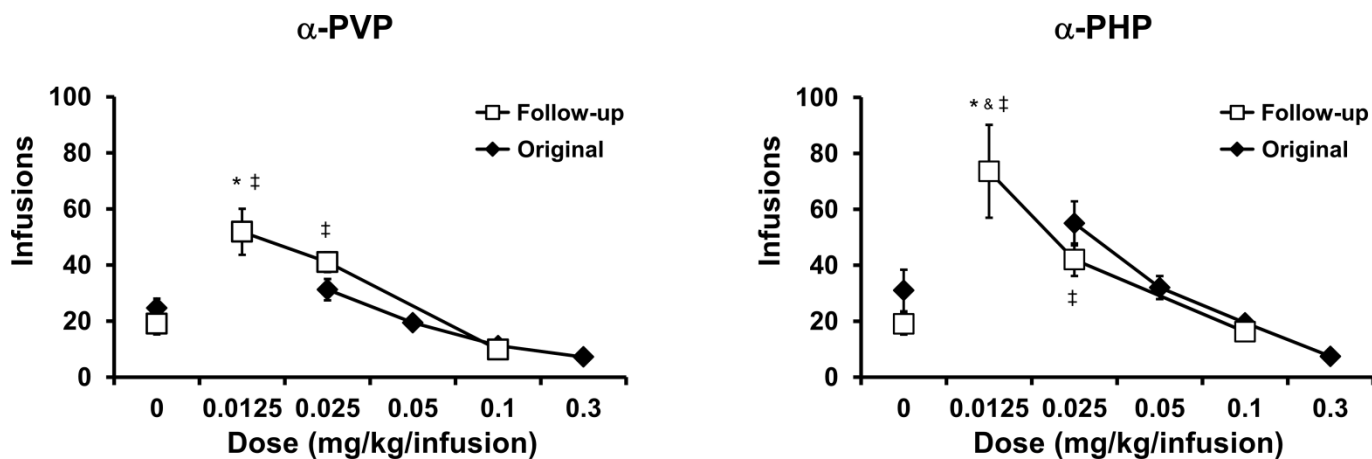 α-PVP
100
80
60
40
20
0
Infusions
* ‡
‡
Follow-up
Original
0 0.0125 0.025 0.05 0.1 0.3
Dose (mg/kg/infusion)
α-PHP
100
80
60
40
20
0
Infusions
* & ‡
‡
Follow-up
Original
0 0.0125 0.025 0.05 0.1 0.3
Dose (mg/kg/infusion)